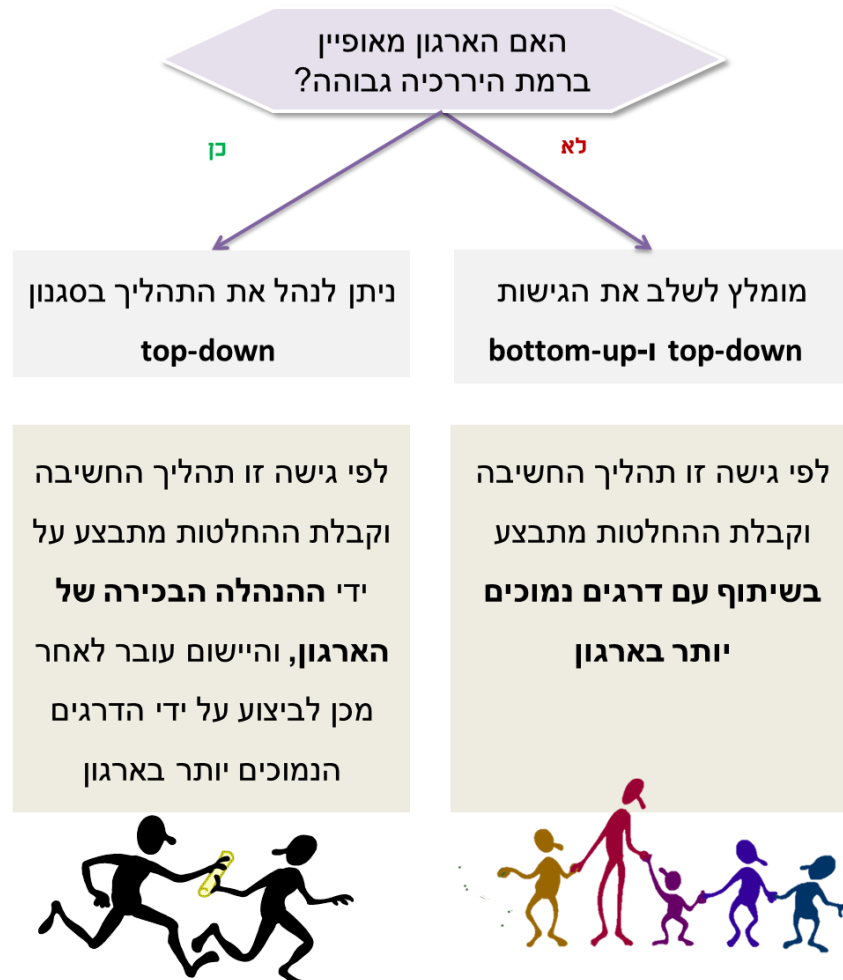 האם הארגון מאופיין
ברמת היררכיה גבוהה?
לא
כן
מומלץ לשלב את הגישות
top-down ו-bottom-up
ניתן לנהל את התהליך בסגנון
top-down
לפי גישה זו תהליך החשיבה
וקבלת ההחלטות מתבצע
בשיתוף עם דרגים נמוכים
יותר בארגון
לפי גישה זו תהליך החשיבה
וקבלת ההחלטות מתבצע על
ידי ההנהלה הבכירה של
הארגון, והיישום עובר לאחר
מכן לביצוע על ידי הדרגים
הנמוכים יותר בארגון